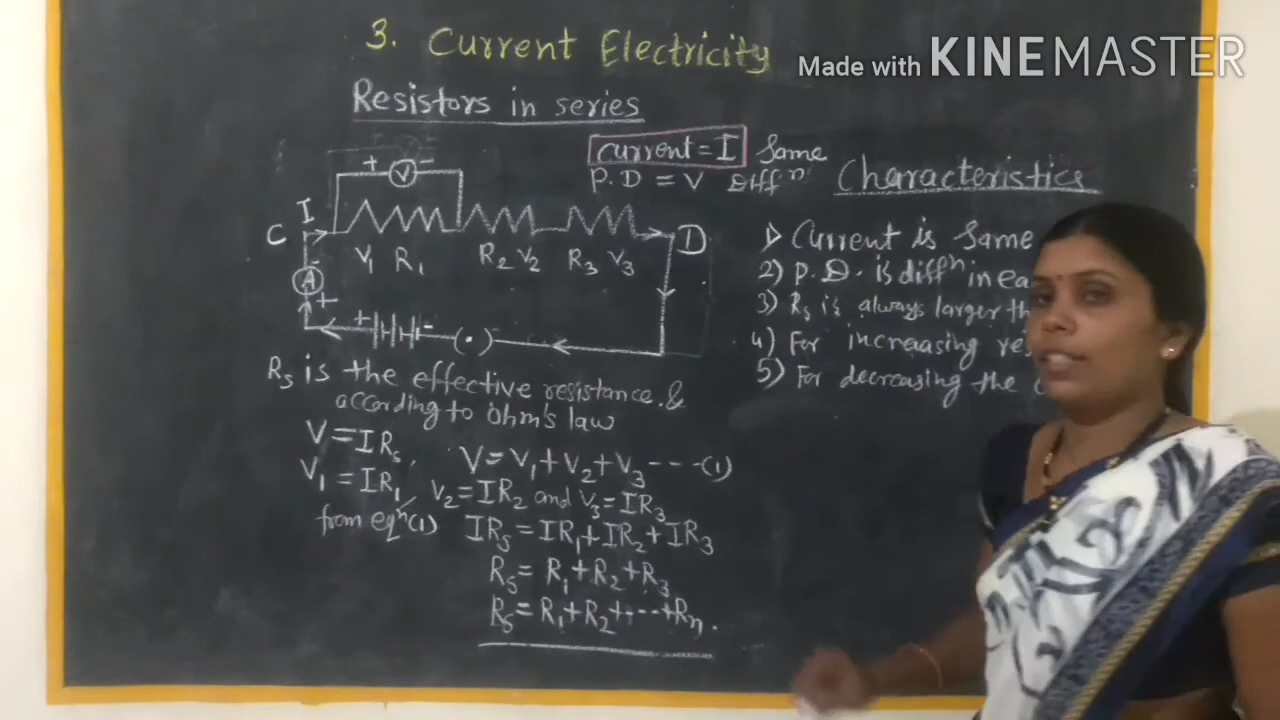 3. Current Electricity
Made with KINEMASTER
Resistors in series
current = I Same
P.D = V Diffⁿ
+ V -
C I D
V₁ R₁ R₂ V₂ R₃ V₃
-
A
+
+ - (.)
Rₛ is the effective resistance &
according to ohm's law
V = IRₛ, V = V₁ + V₂ + V₃ ---- (1)
V₁ = IR₁, V₂ = IR₂ and V₃ = IR₃
from eqⁿ(1) IRₛ = IR₁ + IR₂ + IR₃
Rₛ = R₁ + R₂ + R₃
Rₛ = R₁ + R₂ + ··· + Rₙ.
Characteristics
1) Current is Same
2) P.D. is diffⁿ in ea
3) Rₛ is always larger th
4) For increasing res
5) For decreasing the